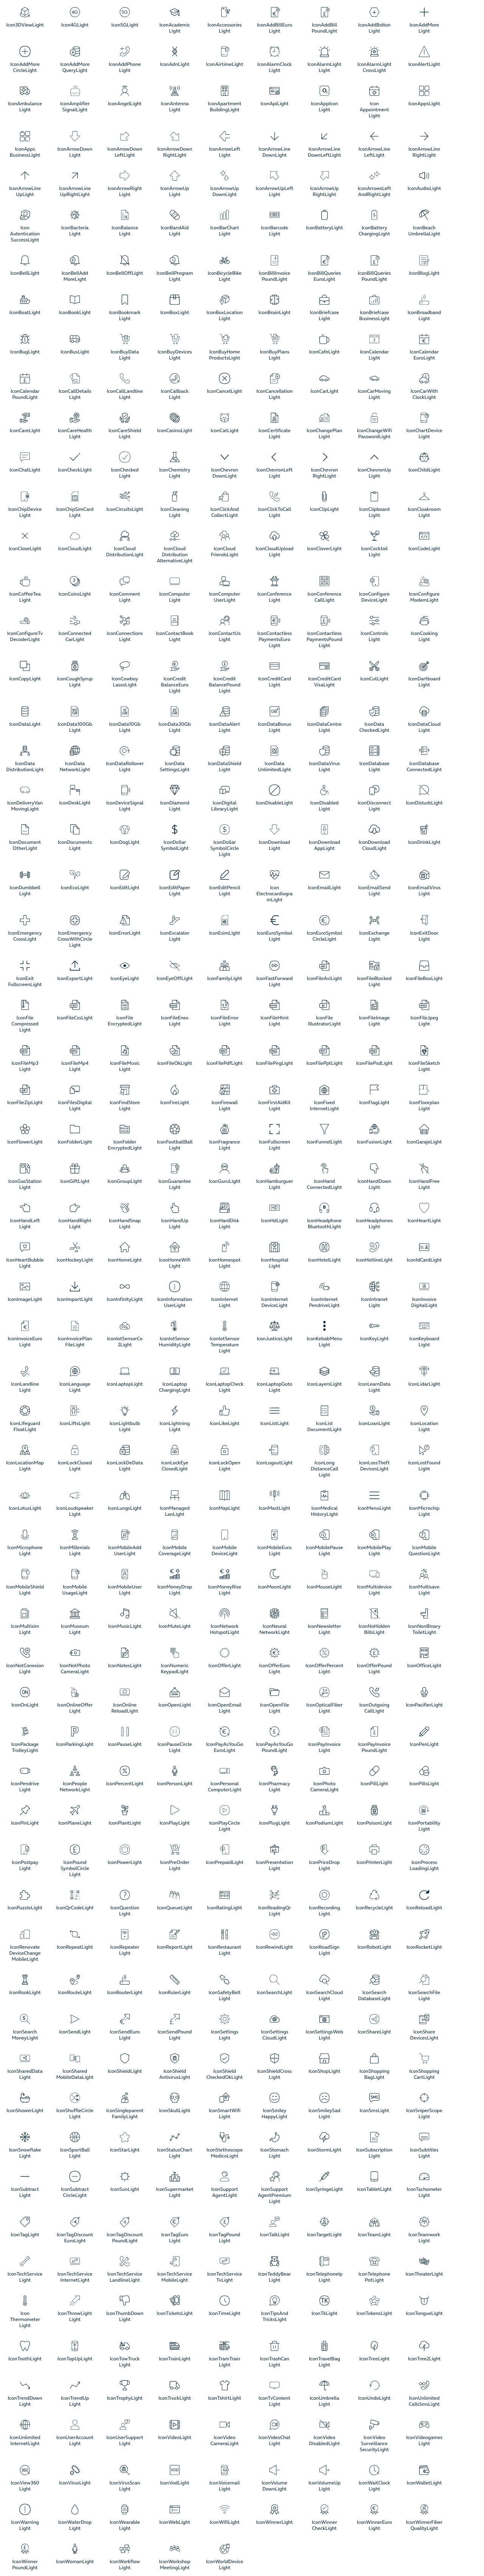 Icon3DViewLight Icon4GLight Icon5GLight IconAcademic Light IconAccessories Light IconAddBillEuro Light IconAddBill PoundLight IconAddBolton Light IconAddMore Light
IconAddMore CircleLight IconAddMore QueryLight IconAddPhone Light IconAdnLight IconAirtimeLight IconAlarmClock Light IconAlarmLight Light IconAlarmLight CrossLight IconAlertLight
IconAmbulance Light IconAmplifier SignalLight IconAngelLight IconAntenna Light IconApartment BuildingLight IconApiLight IconAppIcon Light Icon Appointment Light IconAppsLight
IconApps BusinessLight IconArrowDown Light IconArrowDown LeftLight IconArrowDown RightLight IconArrowLeft Light IconArrowLine DownLight IconArrowLine DownLeftLight IconArrowLine LeftLight IconArrowLine RightLight
IconArrowLine UpLight IconArrowLine UpRightLight IconArrowRight Light IconArrowUp Light IconArrowUp DownLight IconArrowUpLeft Light IconArrowUp RightLight IconArrowsLeft AndRightLight IconAudioLight
Icon Autentication SuccessLight IconBacteria Light IconBalance Light IconBandAid Light IconBarChart Light IconBarcode Light IconBatteryLight IconBattery ChargingLight IconBeach UmbrellaLight
IconBellLight IconBellAdd MoreLight IconBellOffLight IconBellProgram Light IconBicycleBike Light IconBillInvoice PoundLight IconBillQueries EuroLight IconBillQueries PoundLight IconBlogLight
IconBoatLight IconBookLight IconBookmark Light IconBoxLight IconBoxLocation Light IconBrainLight IconBriefcase Light IconBriefcase BusinessLight IconBroadband Light
IconBugLight IconBusLight IconBuyData Light IconBuyDevices Light IconBuyHome ProductsLight IconBuyPlans Light IconCafeLight IconCalendar Light IconCalendar EuroLight
IconCalendar PoundLight IconCallDetails Light IconCallLandline Light IconCallback Light IconCancelLight IconCancellation Light IconCarLight IconCarMoving Light IconCarWith ClockLight
IconCareLight IconCareHealth Light IconCareShield Light IconCasinoLight IconCatLight IconCertificate Light IconChangePlan Light IconChangeWifi PasswordLight IconChartDevice Light
IconChatLight IconCheckLight IconChecked Light IconChemistry Light IconChevron DownLight IconChevronLeft Light IconChevron RightLight IconChevronUp Light IconChildLight
IconChipDevice Light IconChipSimCard Light IconCircuitsLight IconCleaning Light IconClickAnd CollectLight IconClickToCall Light IconClipLight IconClipboard Light IconCloakroom Light
IconCloseLight IconCloudLight IconCloud DistributionLight IconCloud Distribution AlternativeLight IconCloud FriendsLight IconCloudUpload Light IconCloverLight IconCocktail Light IconCodeLight
IconCoffeeTea Light IconCoinsLight IconComment Light IconComputer Light IconComputer UserLight IconConference Light IconConference CallLight IconConfigure DeviceLight IconConfigure ModemLight
IconConfigureTv DecoderLight IconConnected CarLight IconConnections Light IconContactBook Light IconContactUs Light IconContactless PaymentsEuro Light IconContactless PaymentsPound Light IconControls Light IconCooking Light
IconCopyLight IconCoughSyrup Light IconCowboy LassoLight IconCredit BalanceEuro Light IconCredit BalancePound Light IconCreditCard Light IconCreditCard VisaLight IconCutLight IconDartboard Light
IconDataLight IconData100Gb Light IconData10Gb Light IconData30Gb Light IconDataAlert Light IconDataBonus Light IconDataCentre Light IconData CheckedLight IconDataCloud Light
IconData DistributionLight IconData NetworkLight IconDataRollover Light IconData SettingsLight IconDataShield Light IconData UnlimitedLight IconDataVirus Light IconDatabase Light IconDatabase ConnectedLight
IconDeliveryVan MovingLight IconDeskLight IconDeviceSignal Light IconDiamond Light IconDigital LibraryLight IconDisableLight IconDisabled Light IconDisconnect Light IconDisturbLight
IconDocument OtherLight IconDocuments Light IconDogLight IconDollar SymbolLight IconDollar SymbolCircle Light IconDownload Light IconDownload AppLight IconDownload CloudLight IconDrinkLight
IconDumbbell Light IconEcoLight IconEditLight IconEditPaper Light IconEditPencil Light Icon Electrocardiogra mLight IconEmailLight IconEmailSend Light IconEmailVirus Light
IconEmergency CrossLight IconEmergency CrossWithCircle Light IconErrorLight IconEscalator Light IconEsimLight IconEuroSymbol Light IconEuroSymbol CircleLight IconExchange Light IconExitDoor Light
IconExit FullscreenLight IconExportLight IconEyeLight IconEyeOffLight IconFamilyLight IconFastForward Light IconFileAviLight IconFileBlocked Light IconFileBoxLight
IconFile Compressed Light IconFileCssLight IconFile EncryptedLight IconFileEnex Light IconFileError Light IconFileHtml Light IconFile IllustratorLight IconFileImage Light IconFileJpeg Light
IconFileMp3 Light IconFileMp4 Light IconFileMusic Light IconFileOkLight IconFilePdfLight IconFilePngLight IconFilePptLight IconFilePsdLight IconFileSketch Light
IconFileZipLight IconFilesDigital Light IconFindStore Light IconFireLight IconFirewall Light IconFirstAidKit Light IconFixed InternetLight IconFlagLight IconFloorplan Light
IconFlowerLight IconFolderLight IconFolder EncryptedLight IconFootballBall Light IconFragrance Light IconFullscreen Light IconFunnelLight IconFusionLight IconGarageLight
IconGasStation Light IconGiftLight IconGroupLight IconGuarantee Light IconGuruLight IconHamburguer Light IconHand ConnectedLight IconHandDown Light IconHandFree Light
IconHandLeft Light IconHandRight Light IconHandSnap Light IconHandUp Light IconHardDisk Light IconHdLight IconHeadphone BluetoothLight IconHeadphones Light IconHeartLight
IconHeartBubble Light IconHockeyLight IconHomeLight IconHomeWifi Light IconHomespot Light IconHospital Light IconHotelLight IconHotlineLight IconIdCardLight
IconImageLight IconImportLight IconInfinityLight IconInformation UserLight IconInternet Light IconInternet DeviceLight IconInternet PendriveLight IconIntranet Light IconInvoice DigitalLight
IconInvoiceEuro Light IconInvoicePlan FileLight IconIotSensorCo 2Light IconIotSensor HumidityLight IconIotSensor Temperature Light IconJusticeLight IconKebabMenu Light IconKeyLight IconKeyboard Light
IconLandline Light IconLanguage Light IconLaptopLight IconLaptop ChargingLight IconLaptopCheck Light IconLaptopGoto Light IconLayersLight IconLearnData Light IconLidarLight
IconLifeguard FloatLight IconLiftsLight IconLightbulb Light IconLightning Light IconLikeLight IconListLight IconList DocumentLight IconLoanLight IconLocation Light
IconLocationMap Light IconLockClosed Light IconLockDeData Light IconLockEye ClosedLight IconLockOpen Light IconLogoutLight IconLong DistanceCall Light IconLossTheft DevicesLight IconLostFound Light
IconLotusLight IconLoudspeaker Light IconLungsLight IconManaged LanLight IconMapLight IconMastLight IconMedical HistoryLight IconMenuLight IconMicrochip Light
IconMicrophone Light IconMillenials Light IconMobileAdd UserLight IconMobile CoverageLight IconMobile DeviceLight IconMobileEuro Light IconMobilePause Light IconMobilePlay Light IconMobile QuestionLight
IconMobileShield Light IconMobile UsageLight IconMobileUser Light IconMoneyDrop Light IconMoneyRise Light IconMoonLight IconMouseLight IconMultidevice Light IconMultisave Light
IconMultisim Light IconMuseum Light IconMusicLight IconMuteLight IconNetwork HotspotLight IconNeural NetworkLight IconNewsletter Light IconNoHidden BillsLight IconNonBinary ToiletLight
IconNotConexion Light IconNotPhoto CameraLight IconNotesLight IconNumeric KeypadLight IconOfferLight IconOfferEuro Light IconOfferPercent Light IconOfferPound Light IconOfficeLight
IconOnLight IconOnlineOffer Light IconOnline ReloadLight IconOpenLight IconOpenEmail Light IconOpenFile Light IconOpticalFiber Light IconOutgoing CallLight IconPacifierLight
IconPackage TrolleyLight IconParkingLight IconPauseLight IconPauseCircle Light IconPayAsYouGo EuroLight IconPayAsYouGo PoundLight IconPayInvoice Light IconPayInvoice PoundLight IconPenLight
IconPendrive Light IconPeople NetworkLight IconPercentLight IconPersonLight IconPersonal ComputerLight IconPharmacy Light IconPhoto CameraLight IconPillLight IconPillsLight
IconPinLight IconPlaneLight IconPlantLight IconPlayLight IconPlayCircle Light IconPlugLight IconPodiumLight IconPoisonLight IconPortability Light
IconPostpay Light IconPound SymbolCircle Light IconPowerLight IconPreOrder Light IconPrepaidLight IconPresentation Light IconPriceDrop Light IconPrinterLight IconProcess LoadingLight
IconPuzzleLight IconQrCodeLight IconQuestion Light IconQueueLight IconRatingLight IconReadingQr Light IconRecording Light IconRecycleLight IconReloadLight
IconRenovate DeviceChange MobileLight IconRepeatLight IconRepeater Light IconReportLight IconRestaurant Light IconRewindLight IconRoadSign Light IconRobotLight IconRocketLight
IconRookLight IconRouteLight IconRouterLight IconRulerLight IconSafetyBelt Light IconSearchLight IconSearchCloud Light IconSearch DatabaseLight IconSearchFile Light
IconSearch MoneyLight IconSendLight IconSendEuro Light IconSendPound Light IconSettings Light IconSettings CloudLight IconSettingsWeb Light IconShareLight IconShare DevicesLight
IconSharedData Light IconShared MobileDataLight IconShieldLight IconShield AntivirusLight IconShield CheckedOkLight IconShieldCross Light IconShopLight IconShopping BagLight IconShopping CartLight
IconShowerLight IconShuffleCircle Light IconSingleparent FamilyLight IconSkullLight IconSmartWifi Light IconSmiley HappyLight IconSmileySad Light IconSmsLight IconSniperScope Light
IconSnowflake Light IconSportBall Light IconStarLight IconStatusChart Light IconStethoscope MedicoLight IconStomach Light IconStormLight IconSubscription Light IconSubtitles Light
IconSubtract Light IconSubtract CircleLight IconSunLight IconSupermarket Light IconSupport AgentLight IconSupport AgentPremium Light IconSyringeLight IconTabletLight IconTachometer Light
IconTagLight IconTagDiscount EuroLight IconTagDiscount PoundLight IconTagEuro Light IconTagPound Light IconTalkLight IconTargetLight IconTeamLight IconTeamwork Light
IconTechService Light IconTechService InternetLight IconTechService LandlineLight IconTechService MobileLight IconTechService TvLight IconTeddyBear Light IconTelephoneIp Light IconTelephone PotLight IconTheaterLight
Icon Thermometer Light IconThrowLight IconThumbDown Light IconTicketsLight IconTimeLight IconTipsAnd TricksLight IconTkLight IconTokensLight IconTongueLight
IconToothLight IconTopUpLight IconTowTruck Light IconTrainLight IconTramTrain Light IconTrashCan Light IconTravelBag Light IconTreeLight IconTree2Light
IconTrendDown Light IconTrendUp Light IconTrophyLight IconTruckLight IconTshirtLight IconTvContent Light IconUmbrella Light IconUndoLight IconUnlimited CallsSmsLight
IconUnlimited InternetLight IconUserAccount Light IconUserSupport Light IconVideoLight IconVideo CameraLight IconVideoChat Light IconVideo DisabledLight IconVideo Surveillance SecurityLight IconVideogames Light
IconView360 Light IconVirusLight IconVirusScan Light IconVodLight IconVoicemail Light IconVolume DownLight IconVolumeUp Light IconWaitClock Light IconWalletLight
IconWarning Light IconWaterDrop Light IconWearable Light IconWebLight IconWifiLight IconWinnerLight IconWinner CheckLight IconWinnerEuro Light IconWinnerFiber QualityLight
IconWinner PoundLight IconWomanLight IconWorkflow Light IconWorkshop MeetingLight IconWorldDevice Light